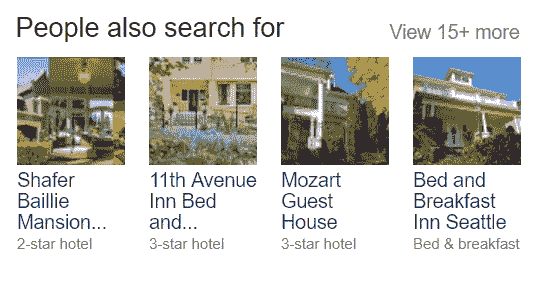 People also search for
View 15+ more
Shafer
Baillie
Mansion...
2-star hotel
11th Avenue
Inn Bed
and...
3-star hotel
Mozart
Guest
House
3-star hotel
Bed and
Breakfast
Inn Seattle
Bed & breakfast